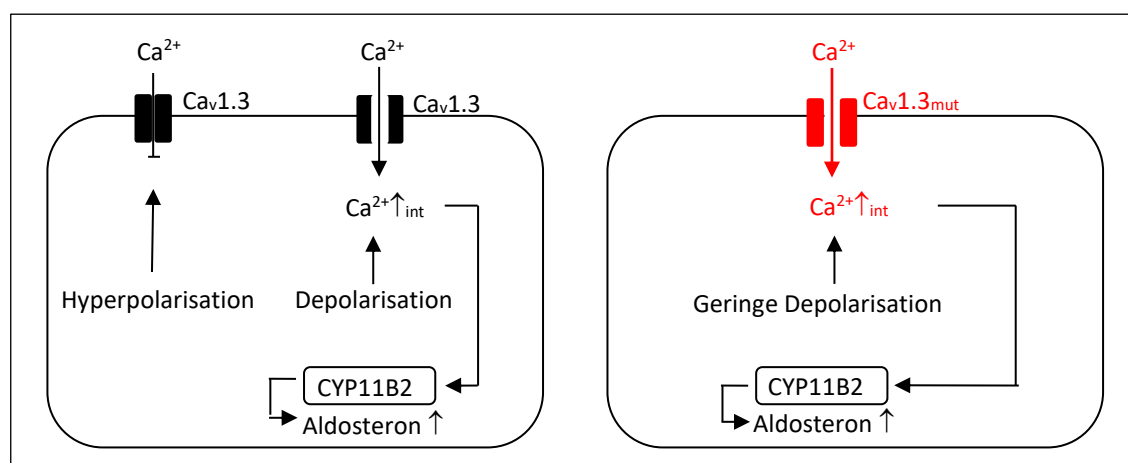 Ca²⁺
Ca²⁺
Caᵥ1.3
Caᵥ1.3
Ca²⁺↑int
Hyperpolarisation
Depolarisation
CYP11B2
Aldosteron ↑
Ca²⁺
Caᵥ1.3mut
Ca²⁺↑int
Geringe Depolarisation
CYP11B2
Aldosteron ↑